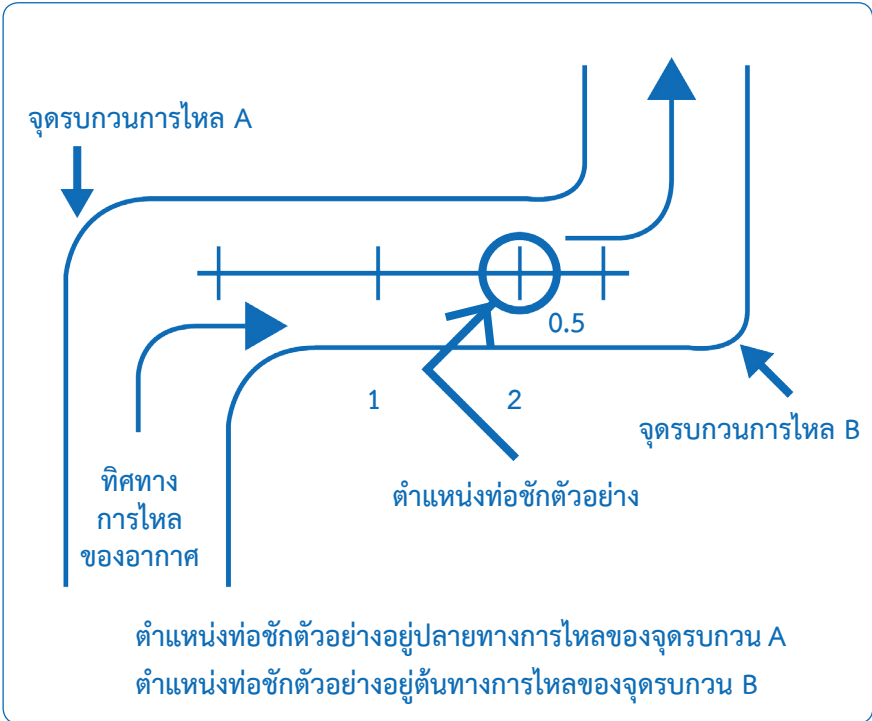 จุดรบกวนการไหล A
0.5
1
2
จุดรบกวนการไหล B
ทิศทาง
การไหล
ของอากาศ
ตำแหน่งท่อชักตัวอย่าง
ตำแหน่งท่อชักตัวอย่างอยู่ปลายทางการไหลของจุดรบกวน A
ตำแหน่งท่อชักตัวอย่างอยู่ต้นทางการไหลของจุดรบกวน B